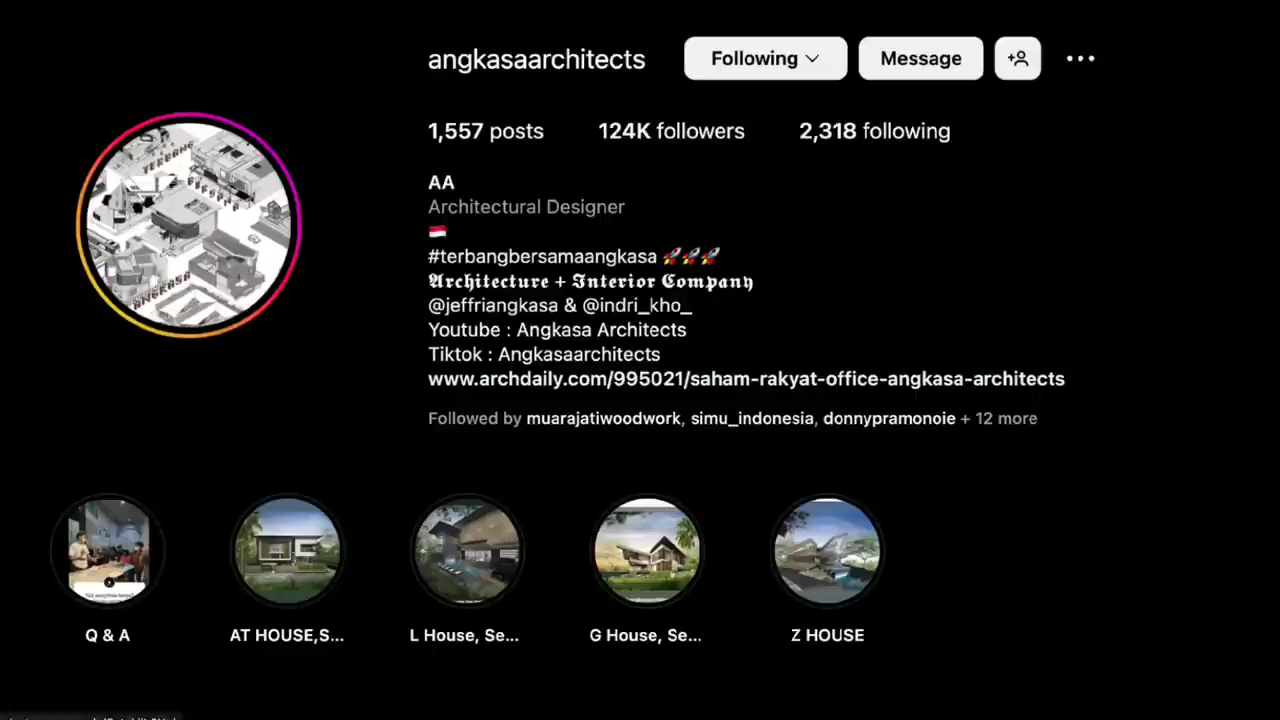 angkasaarchitects
Following
Message
1,557 posts
124K followers
2,318 following
AA
Architectural Designer
🇮🇩
#terbangbersamaangkasa 🚀🚀🚀
𝕬𝖗𝖈𝖍𝖎𝖙𝖊𝖈𝖙𝖚𝖗𝖊 + 𝕴𝖓𝖙𝖊𝖗𝖎𝖔𝖗 𝕮𝖔𝖒𝖕𝖆𝖓𝖞
@jeffriangkasa & @indri_kho_
Youtube : Angkasa Architects
Tiktok : Angkasaarchitects
www.archdaily.com/995021/saham-rakyat-office-angkasa-architects
Followed by muarajatiwoodwork, simu_indonesia, donnypramonoie + 12 more
TERBANG
ANGKASA
Q & A
AT HOUSE,S...
L House, Se...
G House, Se...
Z HOUSE